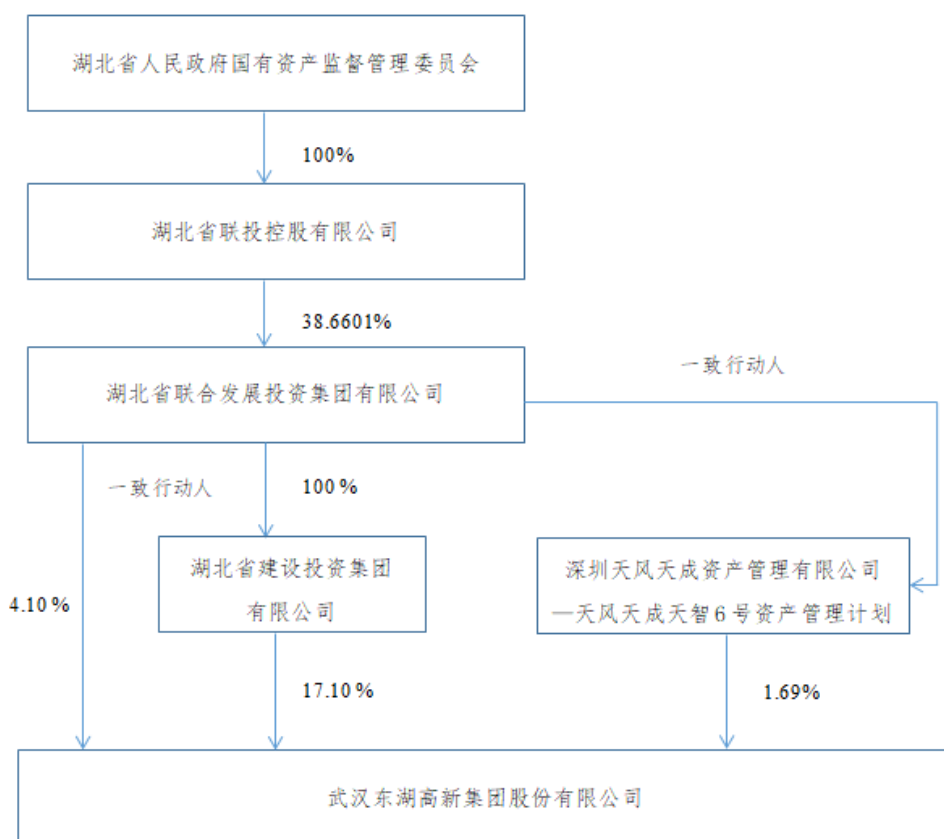 湖北省人民政府国有资产监督管理委员会
100%
湖北省联投控股有限公司
38.6601%
一致行动人
湖北省联合发展投资集团有限公司
一致行动人
100 %
湖北省建设投资集团
有限公司
深圳天风天成资产管理有限公司
—天风天成天智6号资产管理计划
4.10 %
17.10 %
1.69%
武汉东湖高新集团股份有限公司